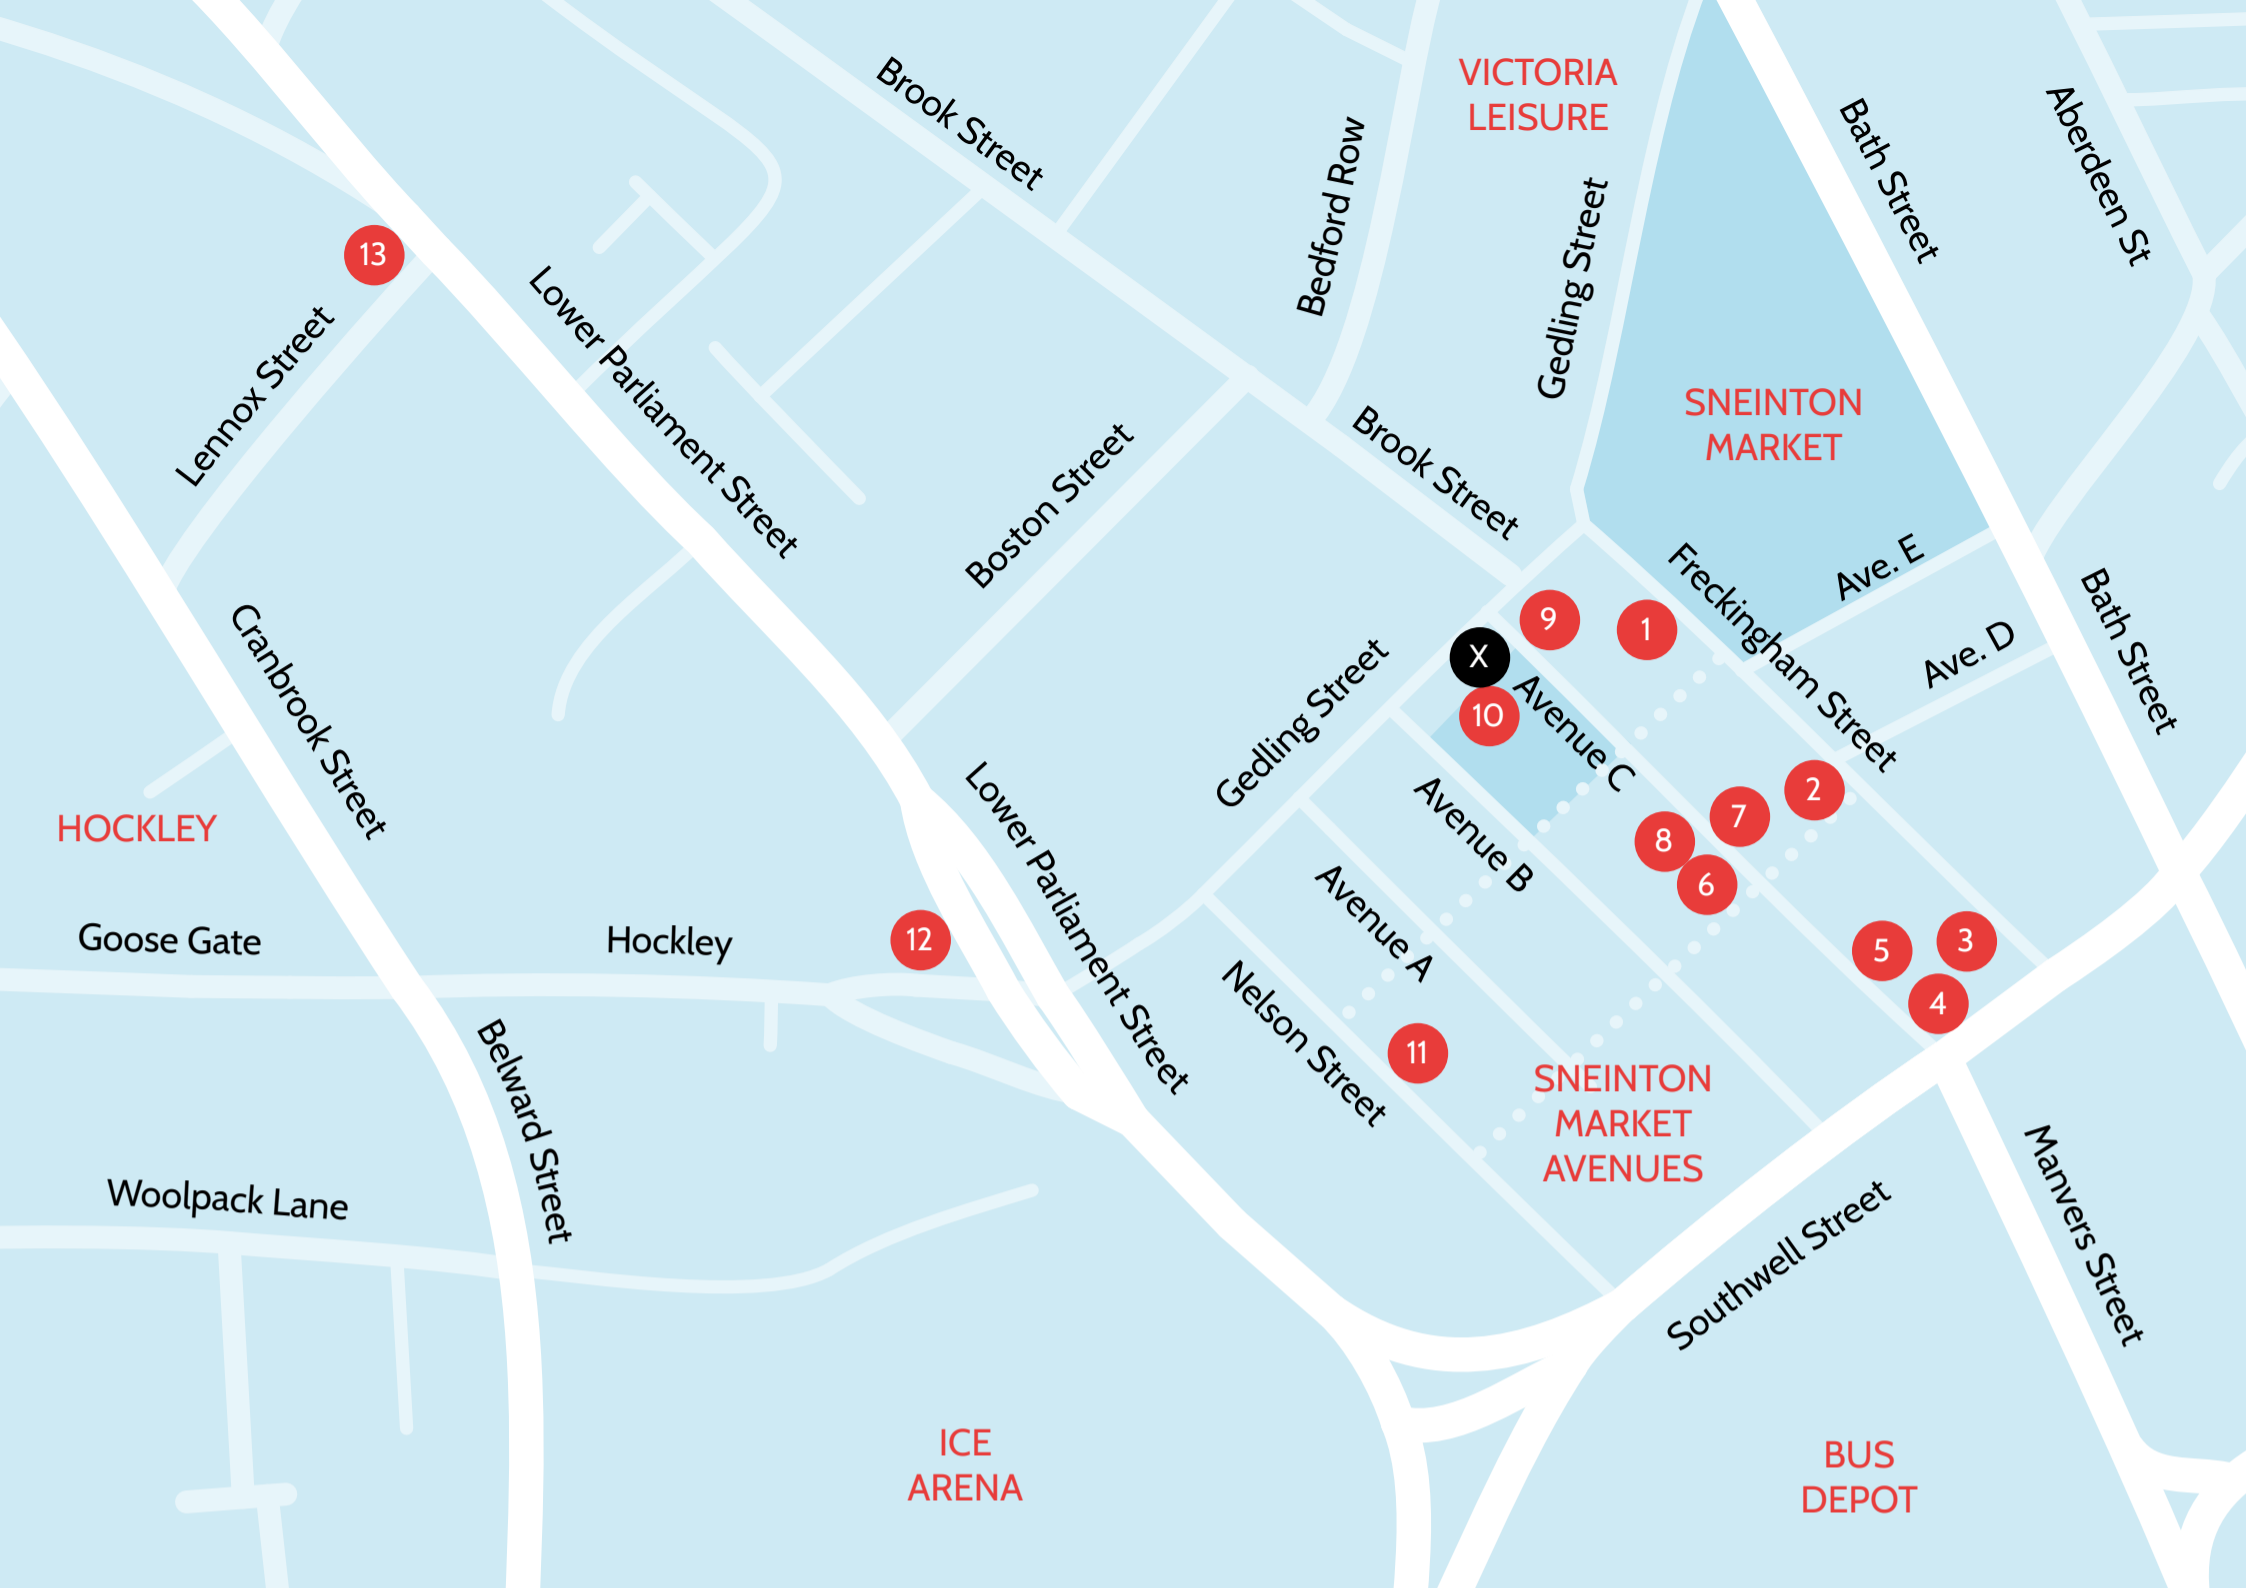 Brook Street
VICTORIA
LEISURE
Bedford Row
Gedling Street
Bath Street
Aberdeen St
13
Lennox Street
Lower Parliament Street
Boston Street
Brook Street
SNEINTON
MARKET
Freckingham Street
Ave. E
Ave. D
Bath Street
9
1
X
10
Gedling Street
Avenue C
Cranbrook Street
HOCKLEY
Lower Parliament Street
Avenue B
2
7
8
6
Avenue A
Goose Gate
Hockley
12
5
3
4
Nelson Street
11
Belward Street
SNEINTON
MARKET
AVENUES
Manvers Street
Woolpack Lane
Southwell Street
ICE
ARENA
BUS
DEPOT